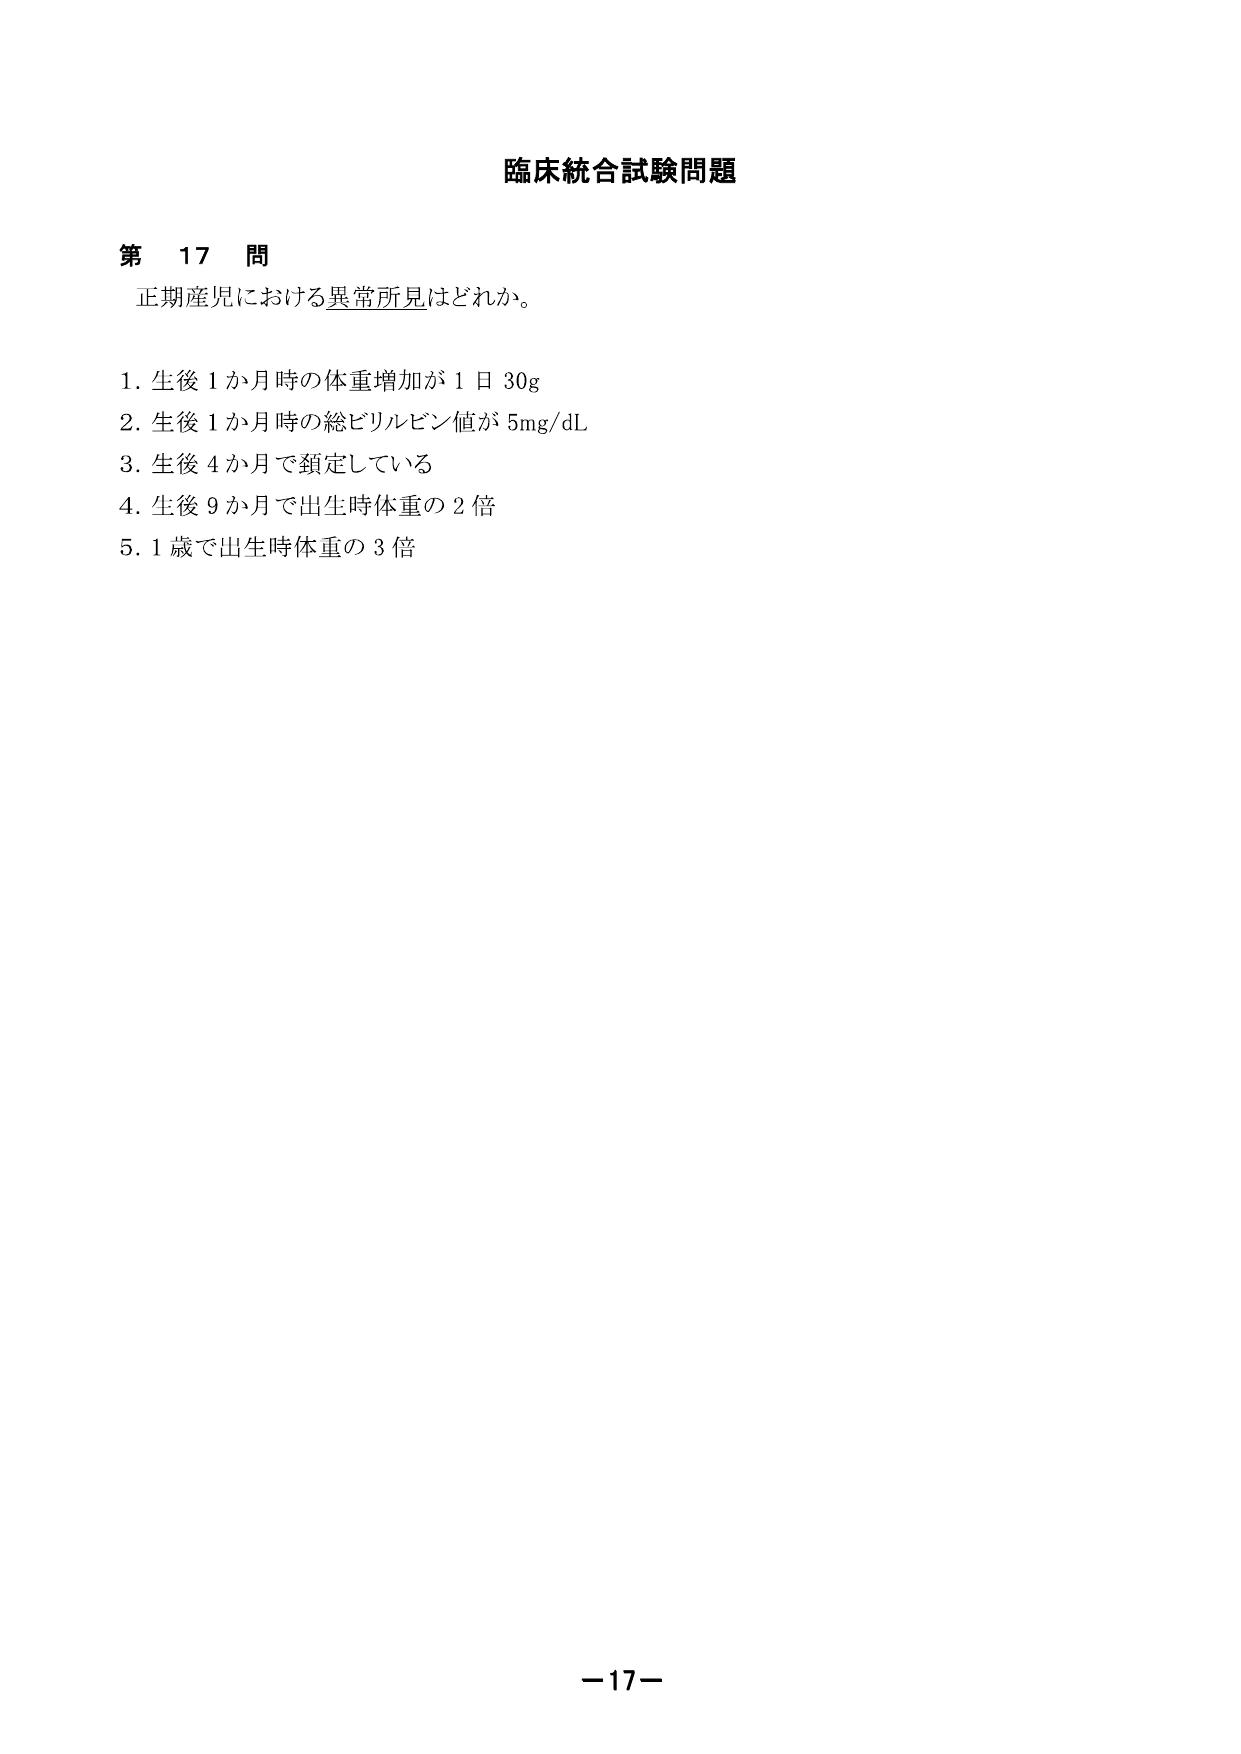 臨床統合試験問題
第 17 問
正期産児における異常所見はどれか。
1. 生後 1 か月時の体重増加が 1 日 30g
2. 生後 1 か月時の総ビリルビン値が 5mg/dL
3. 生後 4 か月で頚定している
4. 生後 9 か月で出生時体重の 2 倍
5. 1 歳で出生時体重の 3 倍
－17－